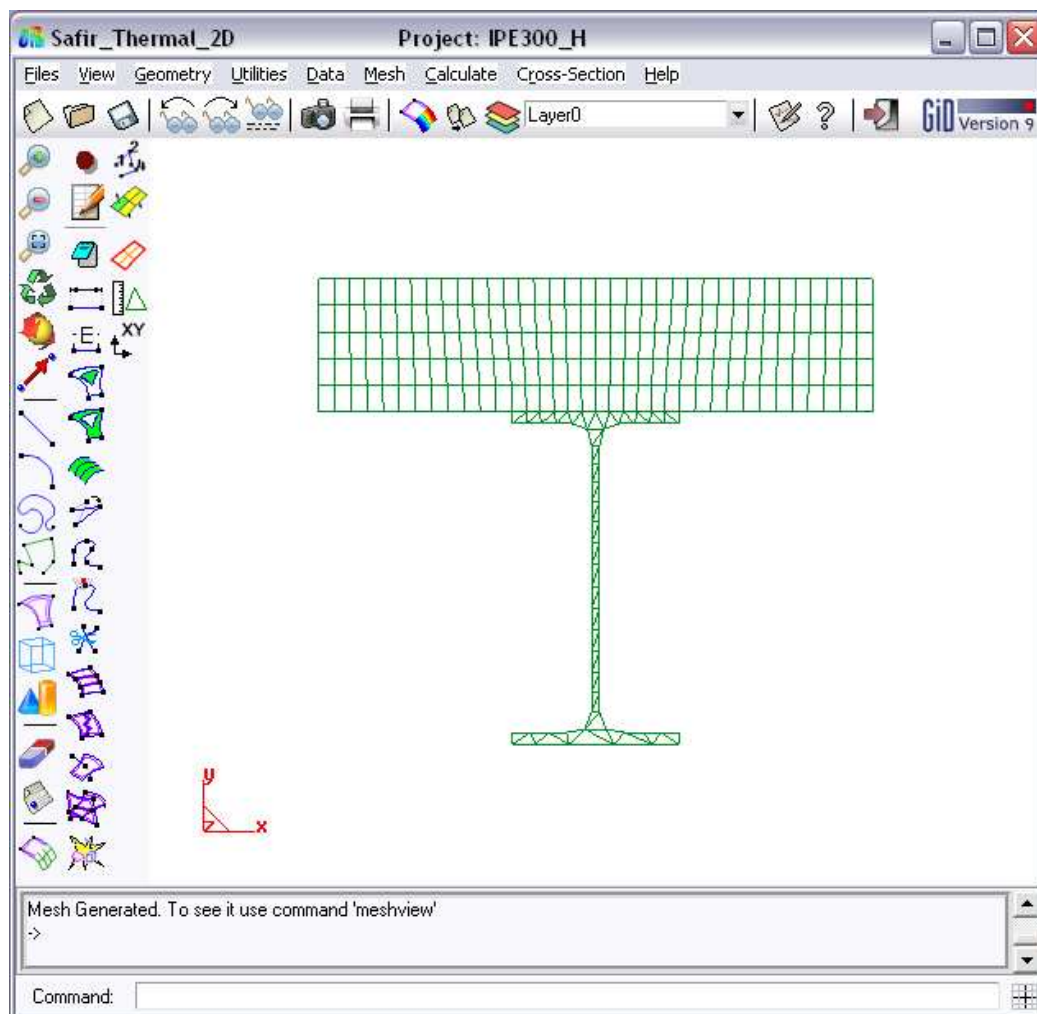 Safir_Thermal_2D Project: IPE300_H
Files View Geometry Utilities Data Mesh Calculate Cross-Section Help
Layer0 ? GiD Version 9
E XY
y
z x
Mesh Generated. To see it use command 'meshview'
->
Command: